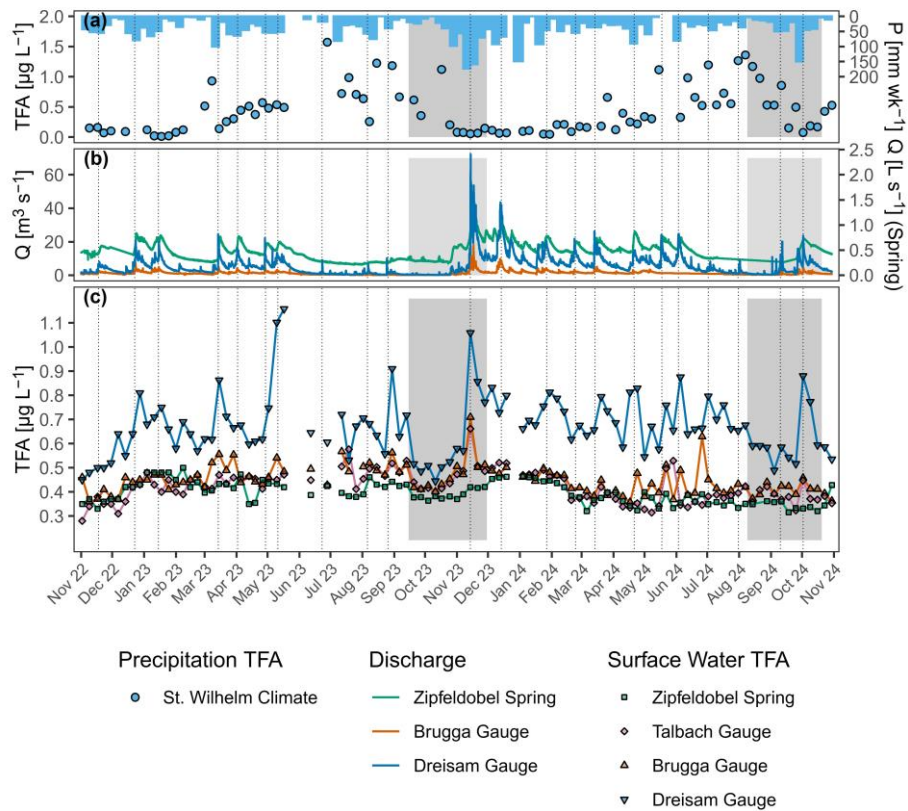 (a)
TFA [µg L⁻¹]
2.0
1.5
1.0
0.5
0.0
0
50
100
150
200
P [mm wk⁻¹]
(b)
Q [m³ s⁻¹]
60
40
20
0
2.5
2.0
1.5
1.0
0.5
0.0
Q [L s⁻¹] (Spring)
(c)
TFA [µg L⁻¹]
1.1
1.0
0.9
0.8
0.7
0.6
0.5
0.4
0.3
Nov 22
Dec 22
Jan 23
Feb 23
Mar 23
Apr 23
May 23
Jun 23
Jul 23
Aug 23
Sep 23
Oct 23
Nov 23
Dec 23
Jan 24
Feb 24
Mar 24
Apr 24
May 24
Jun 24
Jul 24
Aug 24
Sep 24
Oct 24
Nov 24
Precipitation TFA
St. Wilhelm Climate
Discharge
Zipfeldobel Spring
Brugga Gauge
Dreisam Gauge
Surface Water TFA
Zipfeldobel Spring
Talbach Gauge
Brugga Gauge
Dreisam Gauge